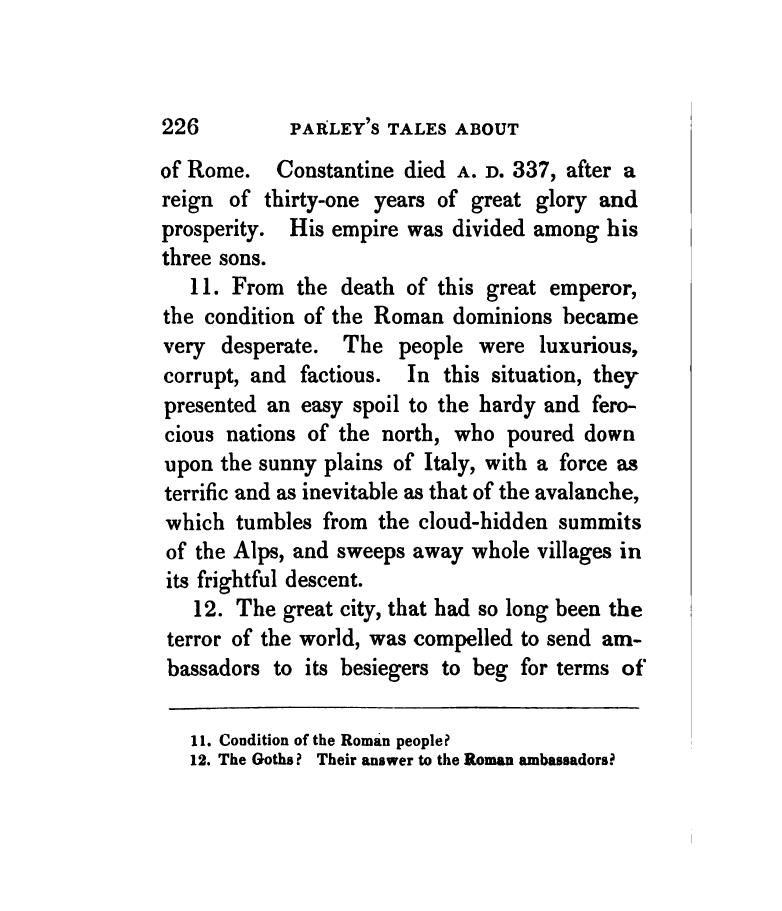 226 PARLEY'S TALES ABOUT
of Rome. Constantine died A. D. 337, after a
reign of thirty-one years of great glory and
prosperity. His empire was divided among his
three sons.
11. From the death of this great emperor,
the condition of the Roman dominions became
very desperate. The people were luxurious,
corrupt, and factious. In this situation, they
presented an easy spoil to the hardy and fero-
cious nations of the north, who poured down
upon the sunny plains of Italy, with a force as
terrific and as inevitable as that of the avalanche,
which tumbles from the cloud-hidden summits
of the Alps, and sweeps away whole villages in
its frightful descent.
12. The great city, that had so long been the
terror of the world, was compelled to send am-
bassadors to its besiegers to beg for terms of
11. Condition of the Roman people?
12. The Goths? Their answer to the Roman ambassadors?